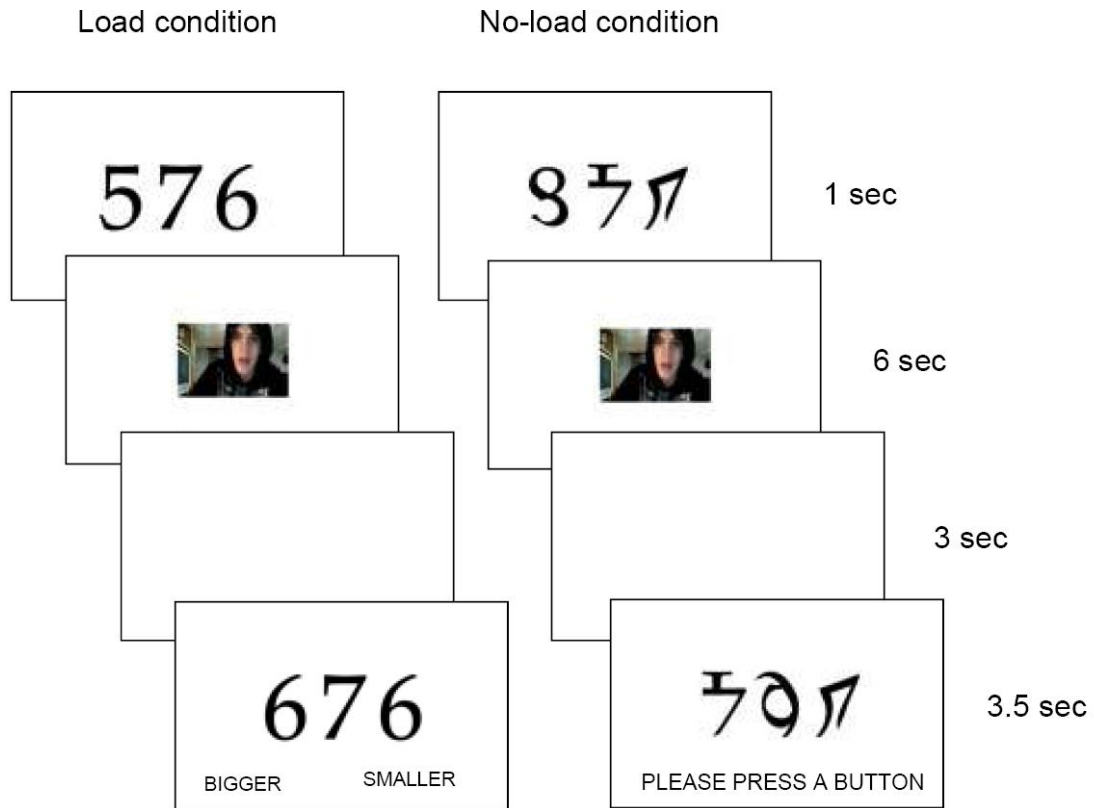 Load condition
No-load condition
576
1 sec
6 sec
3 sec
676
BIGGER
SMALLER
PLEASE PRESS A BUTTON
3.5 sec